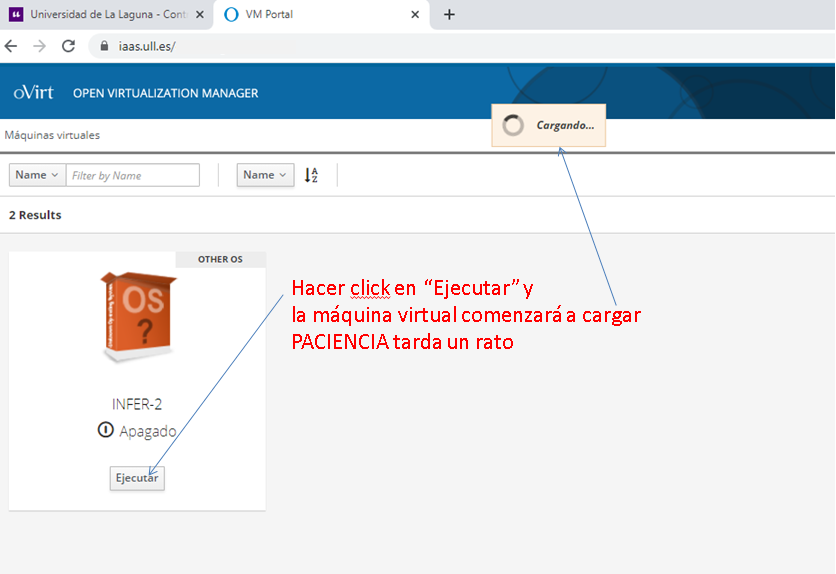 Universidad de La Laguna - Cont
VM Portal
iaas.ull.es/
oVirt OPEN VIRTUALIZATION MANAGER
Cargando...
Máquinas virtuales
Name Filter by Name Name A Z
2 Results
OTHER OS
OS
?
Hacer click en “Ejecutar” y
la máquina virtual comenzará a cargar
PACIENCIA tarda un rato
INFER-2
Apagado
Ejecutar